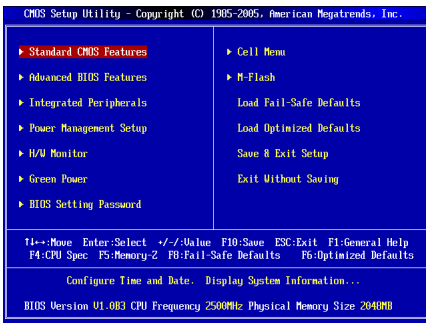 CMOS Setup Utility - Copyright (C) 1985-2005, American Megatrends, Inc.
▸ Standard CMOS Features
▸ Advanced BIOS Features
▸ Integrated Peripherals
▸ Power Management Setup
▸ H/W Monitor
▸ Green Power
▸ BIOS Setting Password
▸ Cell Menu
▸ M-Flash
Load Fail-Safe Defaults
Load Optimized Defaults
Save & Exit Setup
Exit Without Saving
↑↓←→:Move Enter:Select +/-/:Value F10:Save ESC:Exit F1:General Help
F4:CPU Spec F5:Memory-Z F8:Fail-Safe Defaults F6:Optimized Defaults
Configure Time and Date. Display System Information...
BIOS Version V1.0B3 CPU Frequency 2500MHz Physical Memory Size 2048MB